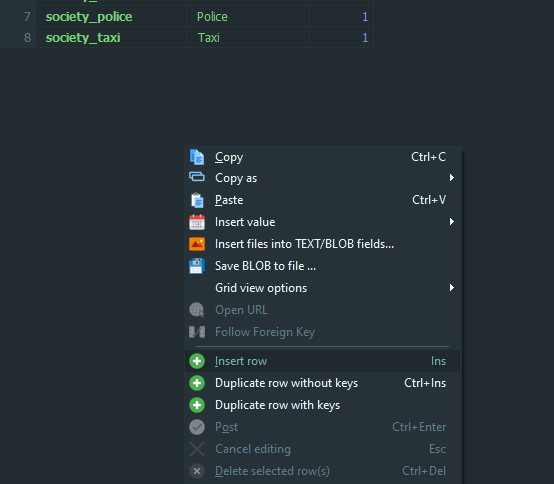 7 society_police Police 1
8 society_taxi Taxi 1
Copy Ctrl+C
Copy as
Paste Ctrl+V
Insert value
Insert files into TEXT/BLOB fields...
Save BLOB to file ...
Grid view options
Open URL
Follow Foreign Key
Insert row Ins
Duplicate row without keys Ctrl+Ins
Duplicate row with keys
Post Ctrl+Enter
Cancel editing Esc
Delete selected row(s) Ctrl+Del